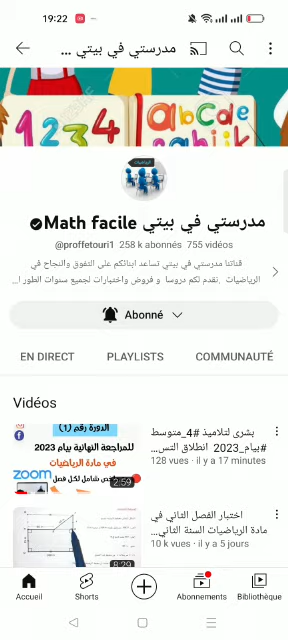 19:22
مدرستي في بيتي ...
1234
abcde
الرياضيات
مدرستي في بيتي Math facile
@proffetouri1 258 k abonnés 755 vidéos
قناتنا مدرستي في بيتي تساعد ابنائكم على التفوق والنجاح في
الرياضيات .نقدم لكم دروسا و فروض واختبارات لجميع سنوات الطور ا...
Abonné
EN DIRECT PLAYLISTS COMMUNAUTÉ
Vidéos
الدورة رقم (1)
للمراجعة النهائية بيام 2023
في مادة الرياضيات
zoom
شامل لكل فصل
2:59
بشرى لتلاميذ #4_متوسط
#بيام_2023 انطلاق التس...
128 vues · il y a 17 minutes
8:29
اختبار الفصل الثاني في
مادة الرياضيات السنة الثاني...
10 k vues · il y a 5 jours
Accueil Shorts Abonnements Bibliothèque